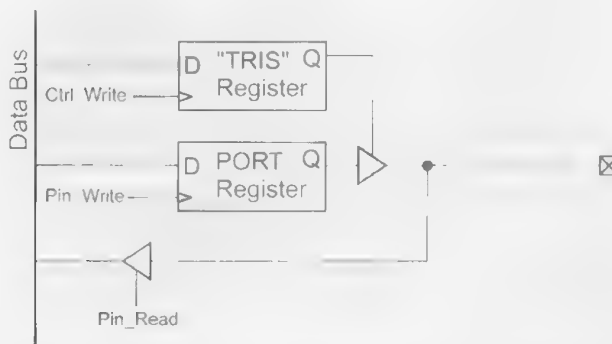 Data Bus
D "TRIS" Q
Register
Ctrl Write
D PORT Q
Register
Pin Write
Pin_Read